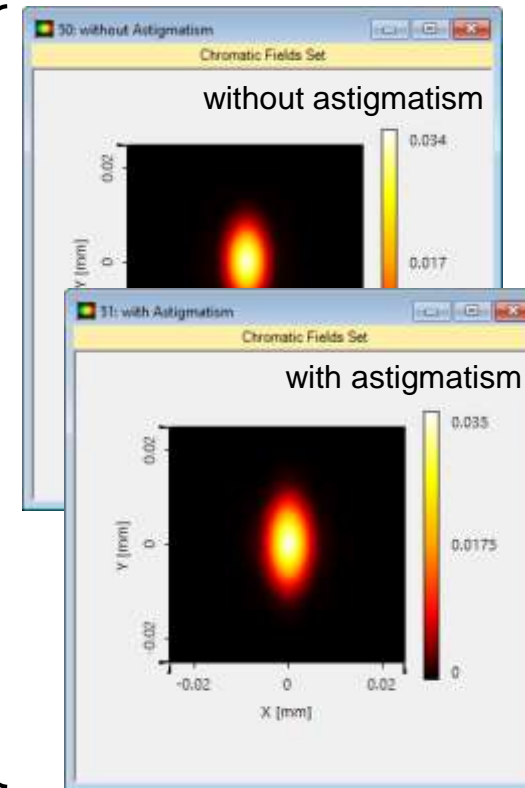 50: without Astigmatism
Chromatic Fields Set
without astigmatism
0.034
0.02
0.017
0
Y [mm]
51: with Astigmatism
Chromatic Fields Set
with astigmatism
0.035
0.02
0.0175
0
Y [mm]
-0.02
0
-0.02
0
0.02
X [mm]